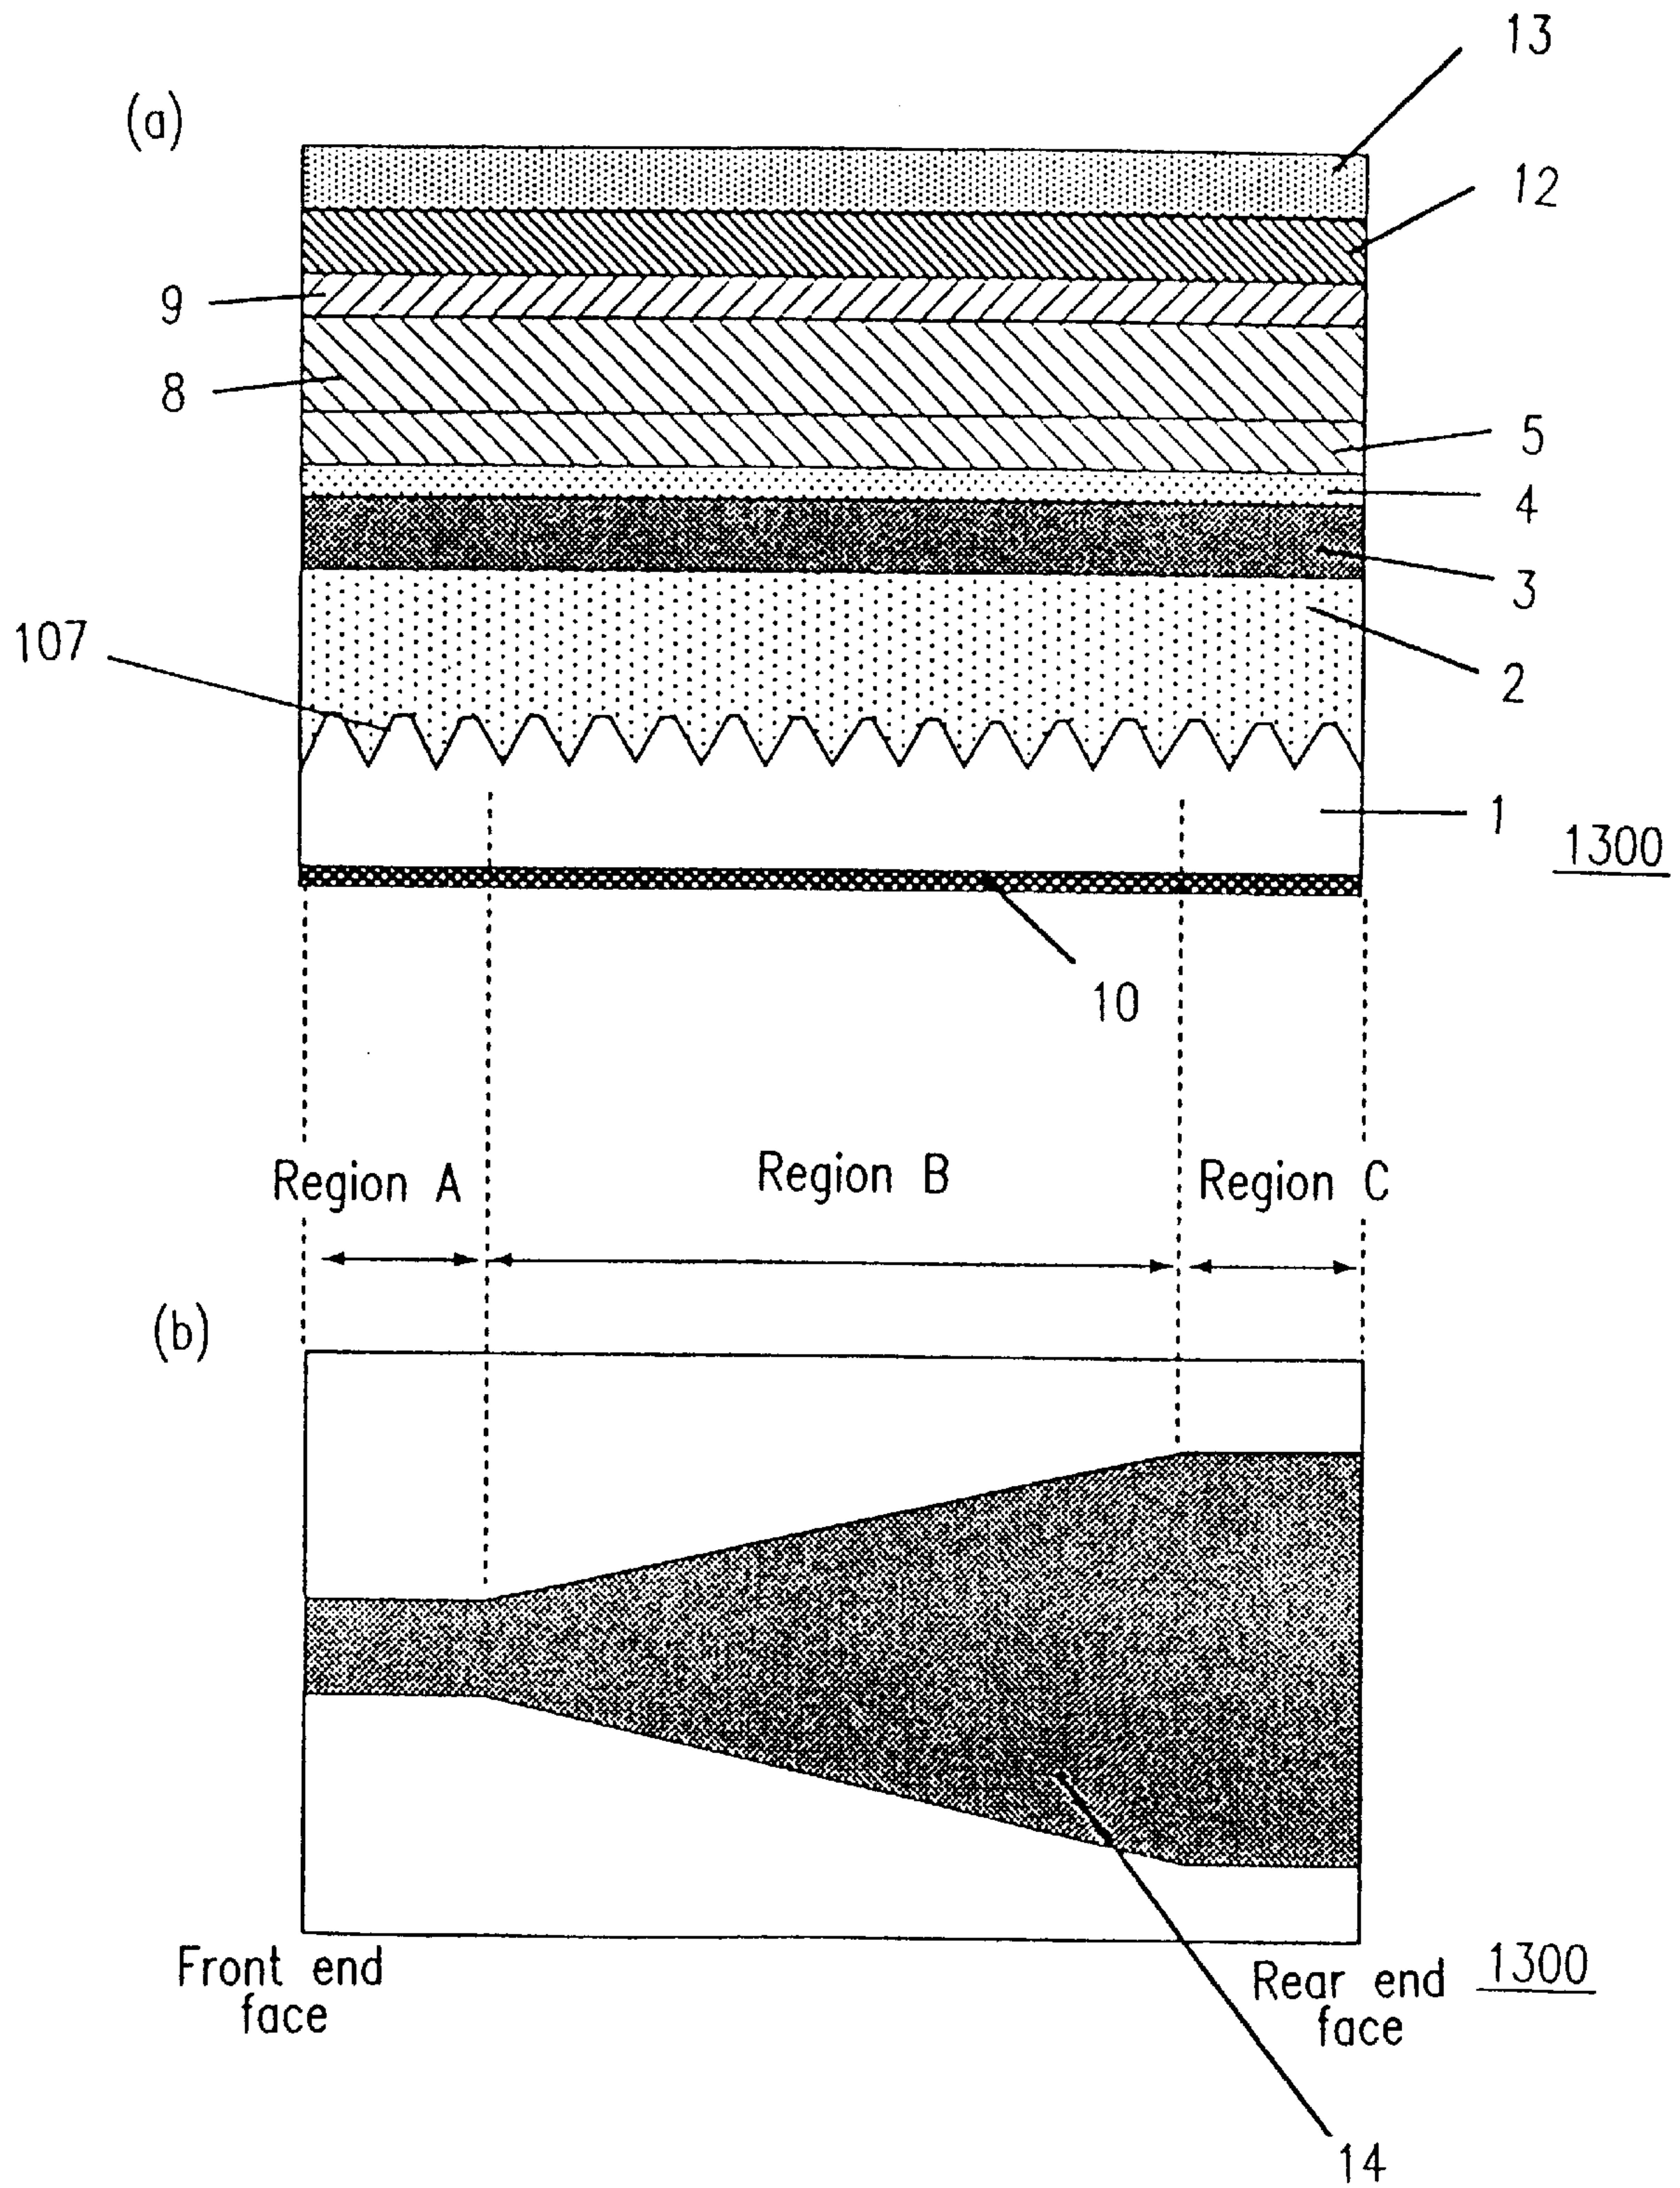 13
(a)
12
9
8
5
4
3
107
2
1
1300
10
Region A
Region B
Region C
(b)
Front end
face
Rear end
face
1300
14